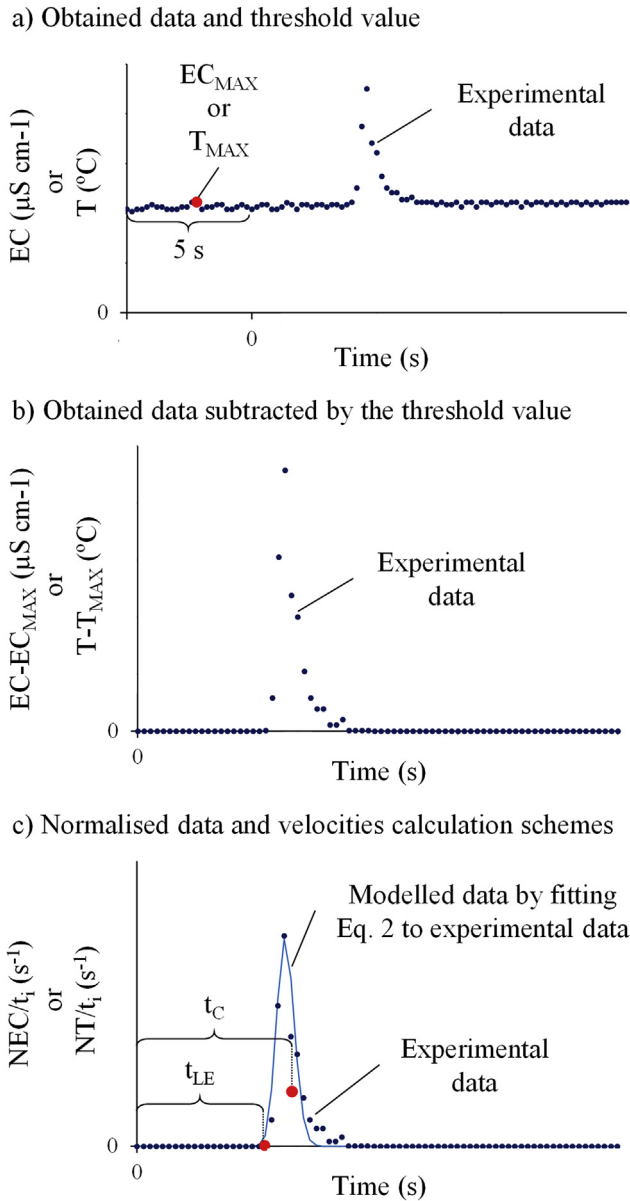 a) Obtained data and threshold value
EC (µS cm-1)
or
T (ºC)
EC_MAX
or
T_MAX
Experimental
data
5 s
0
0
Time (s)
b) Obtained data subtracted by the threshold value
EC-EC_MAX (µS cm-1)
or
T-T_MAX (ºC)
Experimental
data
0
0
Time (s)
c) Normalised data and velocities calculation schemes
NEC/t_i (s⁻¹)
or
NT/t_i (s⁻¹)
Modelled data by fitting
Eq. 2 to experimental data
t_C
t_LE
Experimental
data
0
0
Time (s)